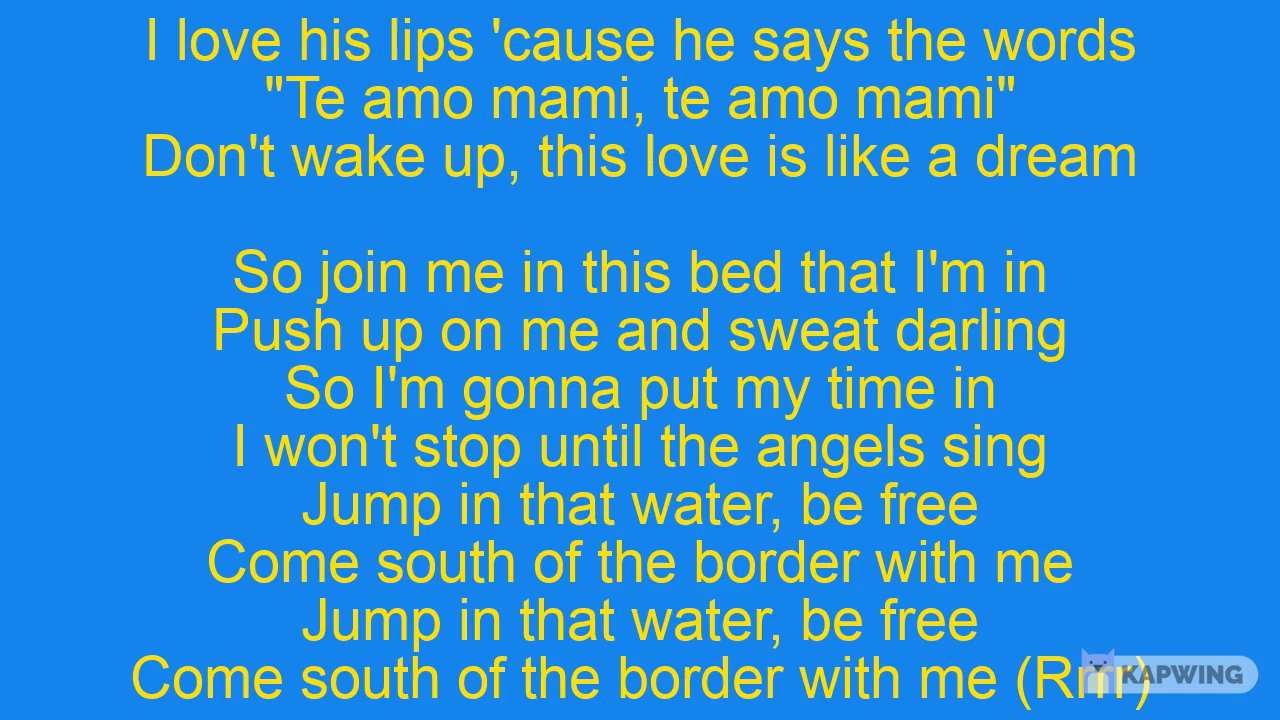 I love his lips 'cause he says the words
"Te amo mami, te amo mami"
Don't wake up, this love is like a dream
So join me in this bed that I'm in
Push up on me and sweat darling
So I'm gonna put my time in
I won't stop until the angels sing
Jump in that water, be free
Come south of the border with me
Jump in that water, be free
Come south of the border with me
KAPWING